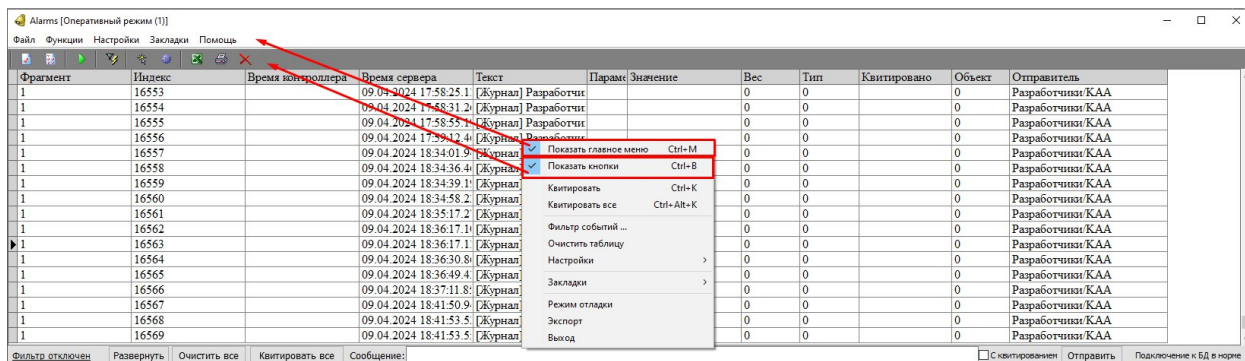 Alarms [Оперативный режим (1)]
Файл Функции Настройки Закладки Помощь
Фрагмент Индекс Время контроллера Время сервера Текст Параме Значение Вес Тип Квитировано Объект Отправитель
1 16553 09.04.2024 17:58:25.1 [Журнал] Разработчи 0 0 0 Разработчики/КАА
1 16554 09.04.2024 17:58:31.2 [Журнал] Разработчи 0 0 0 Разработчики/КАА
1 16555 09.04.2024 17:58:55.1 [Журнал] Разработчи 0 0 0 Разработчики/КАА
1 16556 09.04.2024 17:59:12.4 [Журнал] Разработчи 0 0 0 Разработчики/КАА
1 16557 09.04.2024 18:34:01.9 [Журнал] 0 0 0 Разработчики/КАА
1 16558 09.04.2024 18:34:36.4 [Журнал] 0 0 0 Разработчики/КАА
1 16559 09.04.2024 18:34:39.1 [Журнал] 0 0 0 Разработчики/КАА
1 16560 09.04.2024 18:34:58.2 [Журнал] 0 0 0 Разработчики/КАА
1 16561 09.04.2024 18:35:17.2 [Журнал] 0 0 0 Разработчики/КАА
1 16562 09.04.2024 18:36:17.1 [Журнал] 0 0 0 Разработчики/КАА
1 16563 09.04.2024 18:36:17.1 [Журнал] 0 0 0 Разработчики/КАА
1 16564 09.04.2024 18:36:30.8 [Журнал] 0 0 0 Разработчики/КАА
1 16565 09.04.2024 18:36:49.4 [Журнал] 0 0 0 Разработчики/КАА
1 16566 09.04.2024 18:37:11.8 [Журнал] 0 0 0 Разработчики/КАА
1 16567 09.04.2024 18:41:50.9 [Журнал] 0 0 0 Разработчики/КАА
1 16568 09.04.2024 18:41:53.5 [Журнал] 0 0 0 Разработчики/КАА
1 16569 09.04.2024 18:41:53.5 [Журнал] 0 0 0 Разработчики/КАА
Показать главное меню Ctrl+M
Показать кнопки Ctrl+B
Квитировать Ctrl+K
Квитировать все Ctrl+Alt+K
Фильтр событий ...
Очистить таблицу
Настройки
Закладки
Режим отладки
Экспорт
Выход
Фильтр отключен Развернуть Очистить все Квитировать все Сообщение: С квитированием Отправить Подключение к БД в норме